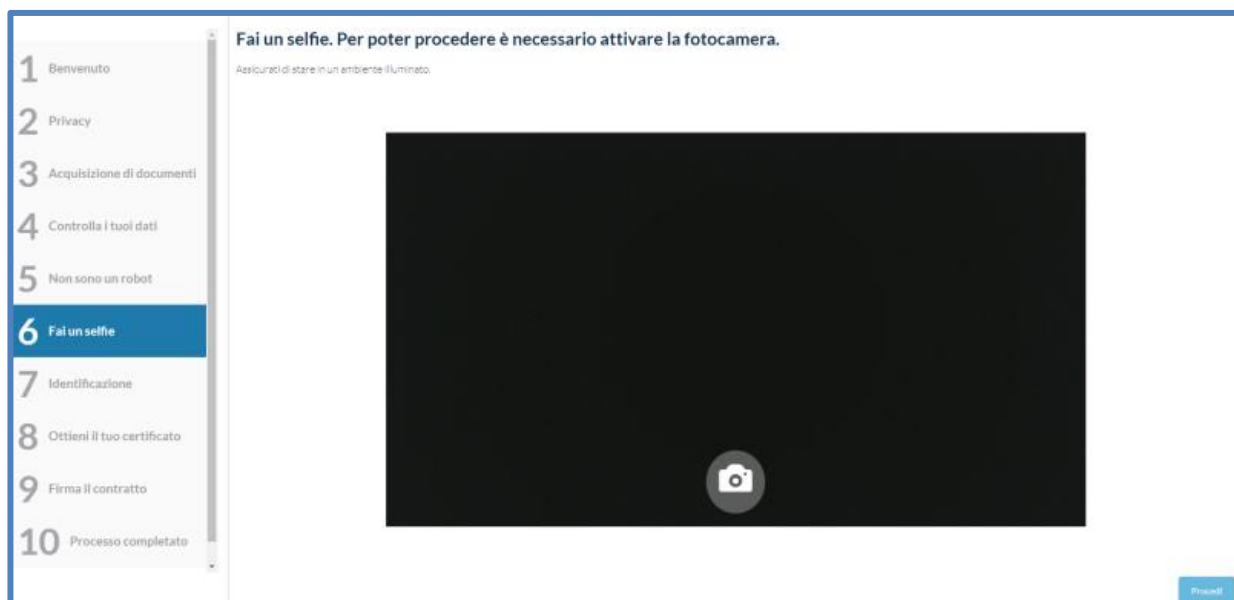 Fai un selfie. Per poter procedere è necessario attivare la fotocamera.
Assicurati di stare in un ambiente illuminato.
1 Benvenuto
2 Privacy
3 Acquisizione di documenti
4 Controlla i tuoi dati
5 Non sono un robot
6 Fai un selfie
7 Identificazione
8 Ottieni il tuo certificato
9 Firma il contratto
10 Processo completato
Procedi